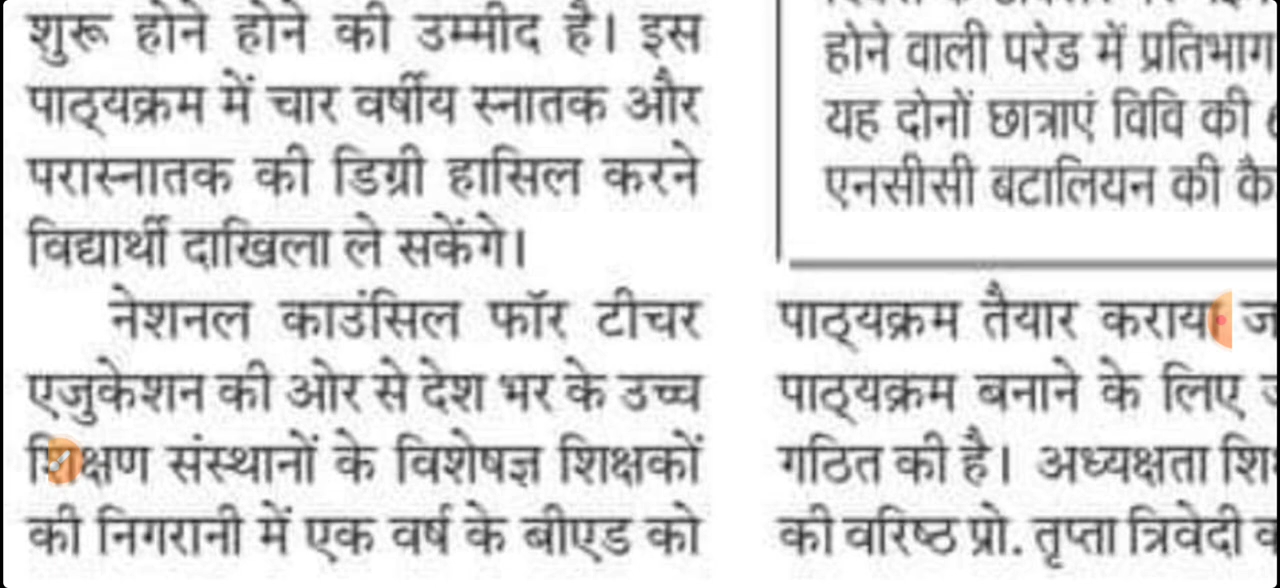 शुरू होने होने की उम्मीद है। इस
पाठ्यक्रम में चार वर्षीय स्नातक और
परास्नातक की डिग्री हासिल करने
विद्यार्थी दाखिला ले सकेंगे।
नेशनल काउंसिल फॉर टीचर
एजुकेशन की ओर से देश भर के उच्च
शिक्षण संस्थानों के विशेषज्ञ शिक्षकों
की निगरानी में एक वर्ष के बीएड को
होने वाली परेड में
यह दोनों छात्राएं विवि की
एनसीसी बटालियन की
पाठ्यक्रम तैयार
पाठ्यक्रम बनाने के लिए
गठित की है। अध्यक्षता
की वरिष्ठ प्रो. तृप्ता त्रिवेदी